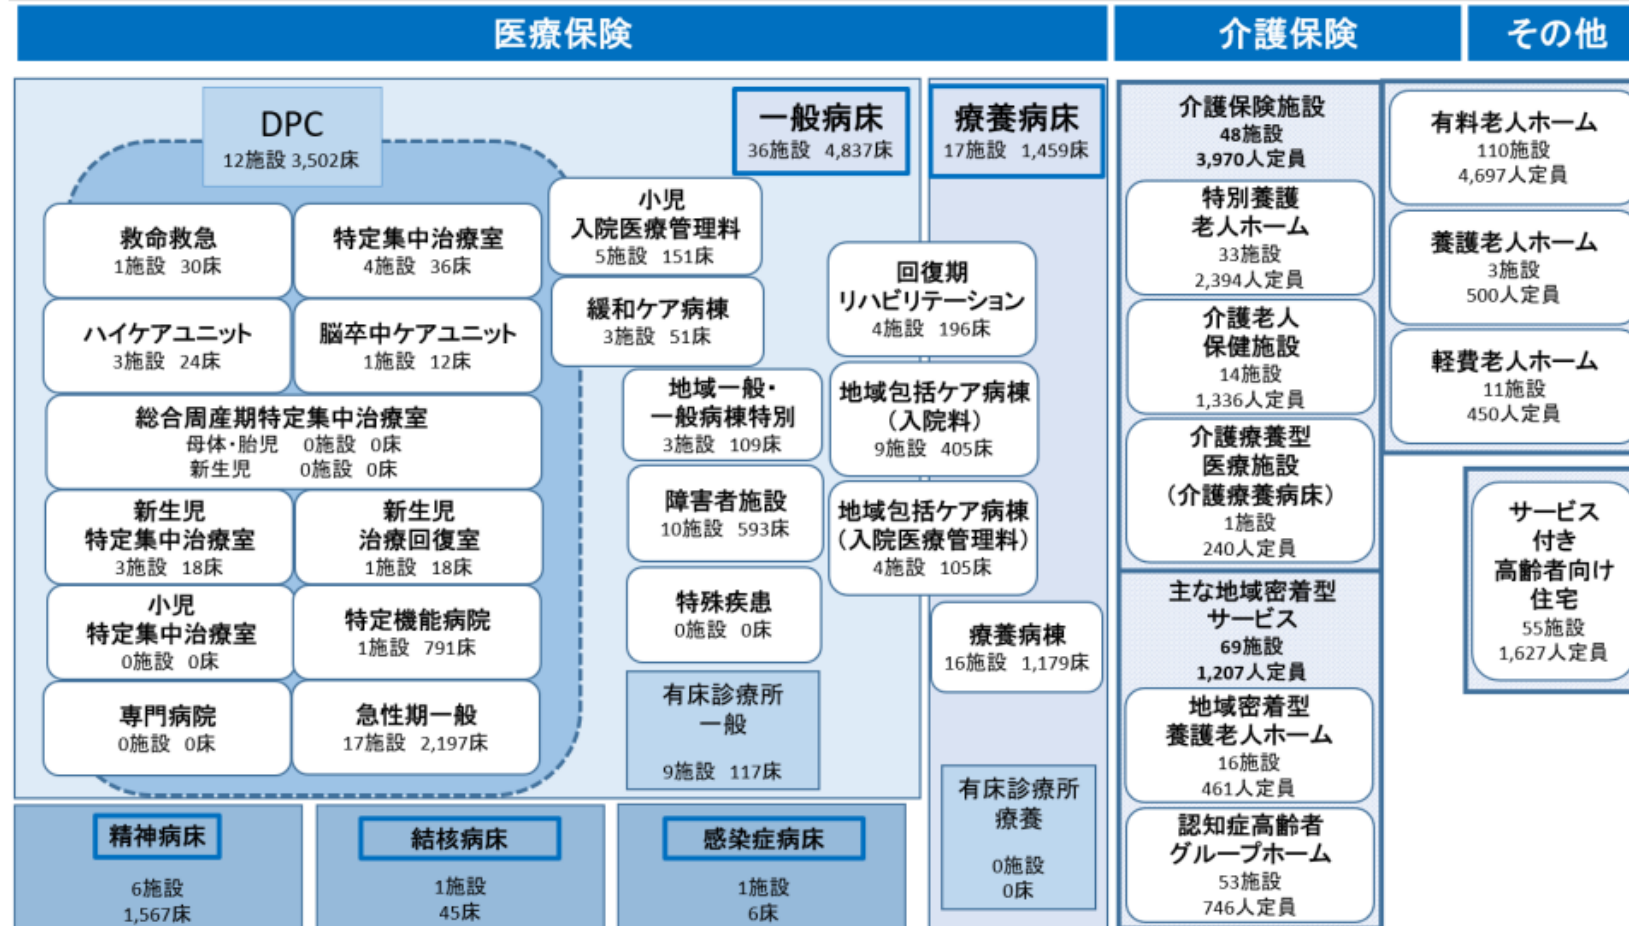 医療保険
介護保険
その他
DPC
12施設 3,502床
一般病床
36施設 4,837床
療養病床
17施設 1,459床
救命救急
1施設 30床
特定集中治療室
4施設 36床
ハイケアユニット
3施設 24床
脳卒中ケアユニット
1施設 12床
総合周産期特定集中治療室
母体・胎児 0施設 0床
新生児 0施設 0床
新生児
特定集中治療室
3施設 18床
新生児
治療回復室
1施設 18床
小児
特定集中治療室
0施設 0床
特定機能病院
1施設 791床
専門病院
0施設 0床
急性期一般
17施設 2,197床
小児
入院医療管理料
5施設 151床
緩和ケア病棟
3施設 51床
地域一般・
一般病棟特別
3施設 109床
障害者施設
10施設 593床
特殊疾患
0施設 0床
有床診療所
一般
9施設 117床
回復期
リハビリテーション
4施設 196床
地域包括ケア病棟
（入院料）
9施設 405床
地域包括ケア病棟
（入院医療管理料）
4施設 105床
療養病棟
16施設 1,179床
有床診療所
療養
0施設
0床
精神病床
6施設
1,567床
結核病床
1施設
45床
感染症病床
1施設
6床
介護保険施設
48施設
3,970人定員
特別養護
老人ホーム
33施設
2,394人定員
介護老人
保健施設
14施設
1,336人定員
介護療養型
医療施設
（介護療養病床）
1施設
240人定員
主な地域密着型
サービス
69施設
1,207人定員
地域密着型
養護老人ホーム
16施設
461人定員
認知症高齢者
グループホーム
53施設
746人定員
有料老人ホーム
110施設
4,697人定員
養護老人ホーム
3施設
500人定員
軽費老人ホーム
11施設
450人定員
サービス
付き
高齢者向け
住宅
55施設
1,627人定員